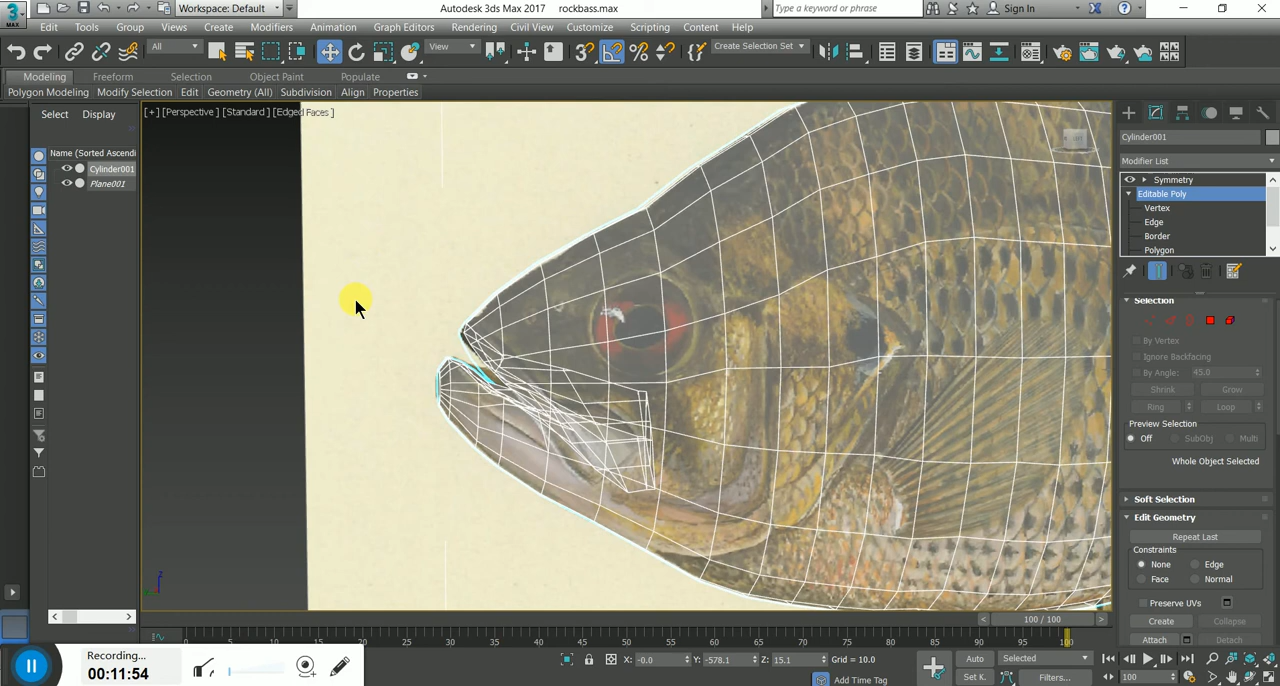 Workspace: Default
Autodesk 3ds Max 2017 rockbass.max
Type a keyword or phrase
Sign In
MAX
Edit Tools Group Views Create Modifiers Animation Graph Editors Rendering Civil View Customize Scripting Content Help
All
View
Create Selection Set
Modeling Freeform Selection Object Paint Populate
Polygon Modeling Modify Selection Edit Geometry (All) Subdivision Align Properties
Select Display
[+] [Perspective ] [Standard ] [Edged Faces ]
Name (Sorted Ascendi
Cylinder001
Plane001
Cylinder001
Modifier List
Symmetry
Editable Poly
Vertex
Edge
Border
Polygon
Selection
By Vertex
Ignore Backfacing
By Angle: 45.0
Shrink Grow
Ring Loop
Preview Selection
Off SubObj Multi
Whole Object Selected
Soft Selection
Edit Geometry
Repeat Last
Constraints
None Edge
Face Normal
Preserve UVs
Create Collapse
Attach Detach
z
100 / 100
0 5 10 15 20 25 30 35 40 45 50 55 60 65 70 75 80 85 90 95 100
Recording...
00:11:54
X: -0.0 Y: -578.1 Z: 15.1 Grid = 10.0
Add Time Tag
Auto Selected
Set K. Filters...
100